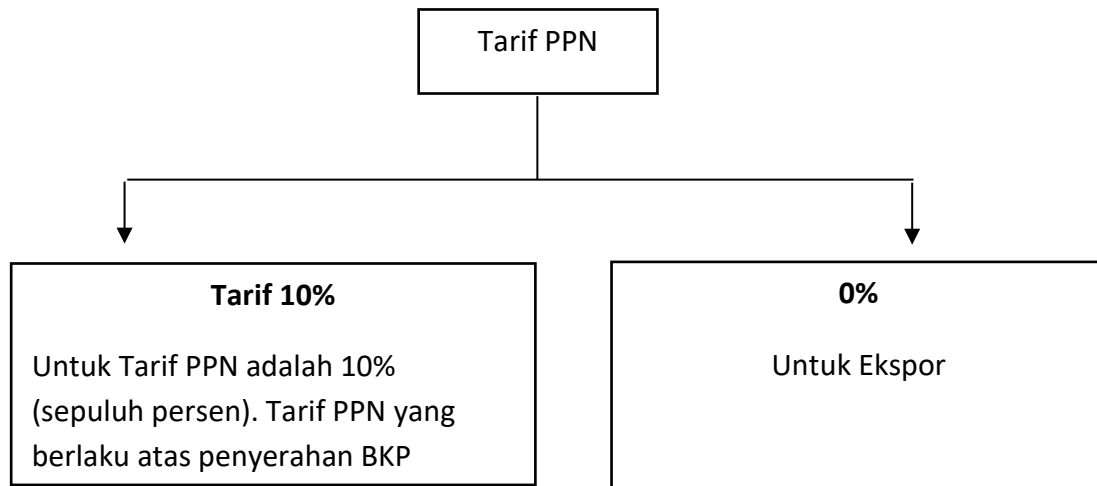 Tarif PPN
Tarif 10%
Untuk Tarif PPN adalah 10%
(sepuluh persen). Tarif PPN yang
berlaku atas penyerahan BKP
0%
Untuk Ekspor